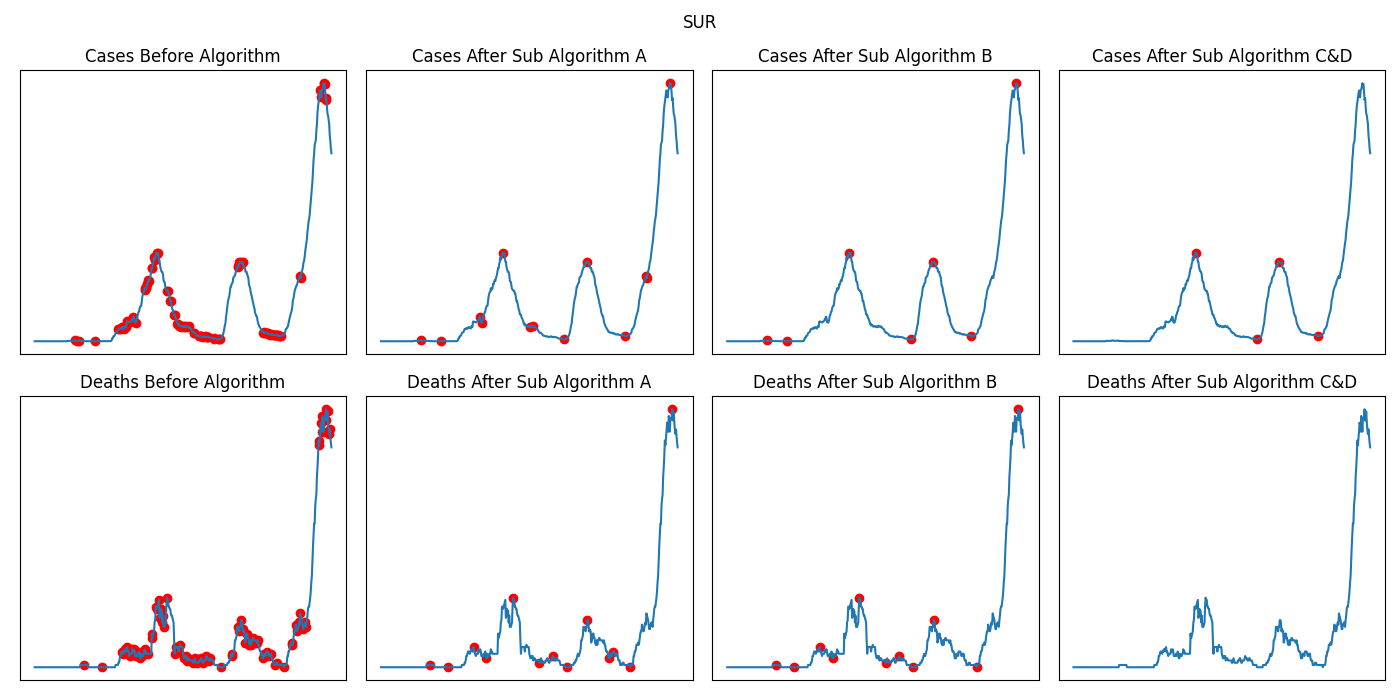 SUR
Cases Before Algorithm
Cases After Sub Algorithm A
Cases After Sub Algorithm B
Cases After Sub Algorithm C&D
Deaths Before Algorithm
Deaths After Sub Algorithm A
Deaths After Sub Algorithm B
Deaths After Sub Algorithm C&D